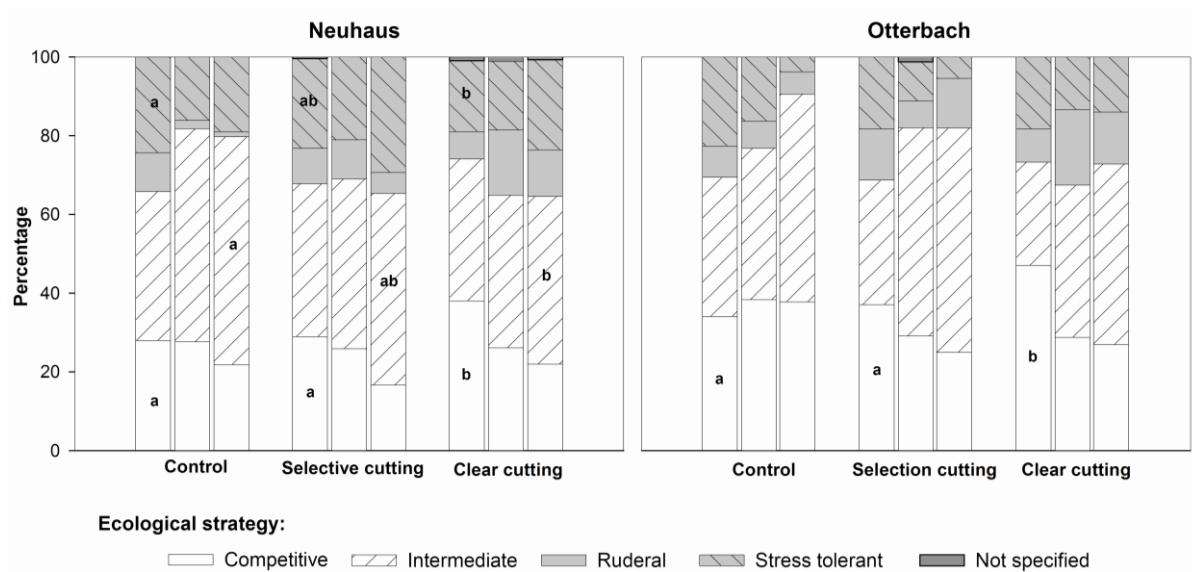 Neuhaus Otterbach
Percentage
100
80
60
40
20
0
a ab b
a ab b
a a b
a a b
Control Selective cutting Clear cutting Control Selection cutting Clear cutting
Ecological strategy:
Competitive Intermediate Ruderal Stress tolerant Not specified